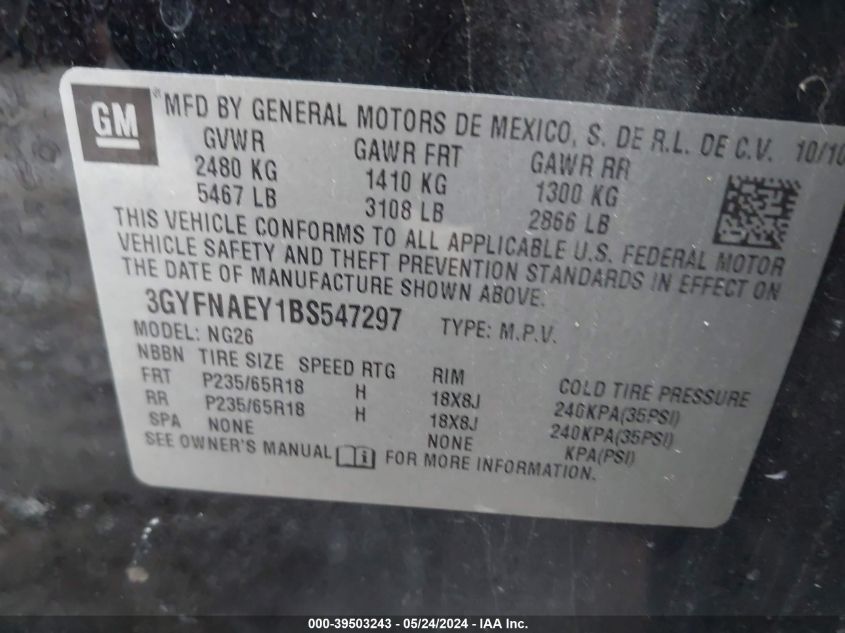 GM ® MFD BY GENERAL MOTORS DE MEXICO, S. DE R.L. DE C.V. 10/10
GVWR GAWR FRT GAWR RR
2480 KG 1410 KG 1300 KG
5467 LB 3108 LB 2866 LB
THIS VEHICLE CONFORMS TO ALL APPLICABLE U.S. FEDERAL MOTOR
VEHICLE SAFETY AND THEFT PREVENTION STANDARDS IN EFFECT ON
THE DATE OF MANUFACTURE SHOWN ABOVE.
3GYFNAEY1BS547297 TYPE: M.P.V.
MODEL: NG26
NBBN TIRE SIZE SPEED RTG RIM COLD TIRE PRESSURE
FRT P235/65R18 H 18X8J 240KPA(35PSI)
RR P235/65R18 H 18X8J 240KPA(35PSI)
SPA NONE NONE KPA(PSI)
SEE OWNER'S MANUAL i FOR MORE INFORMATION.
000-39503243 - 05/24/2024 - IAA Inc.